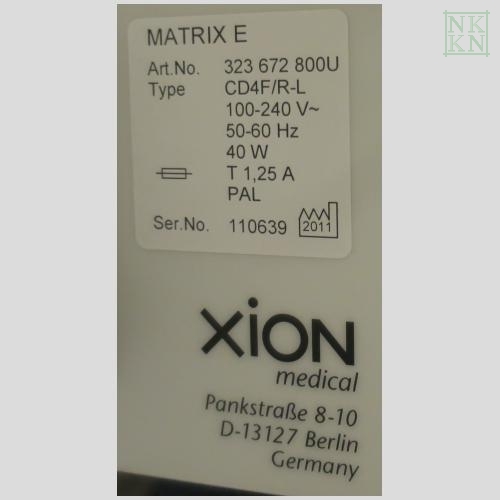 NK
KN
MATRIX E
Art.No. 323 672 800U
Type CD4F/R-L
100-240 V~
50-60 Hz
40 W
T 1,25 A
PAL
Ser.No. 110639 2011
xion
medical
Pankstraße 8-10
D-13127 Berlin
Germany